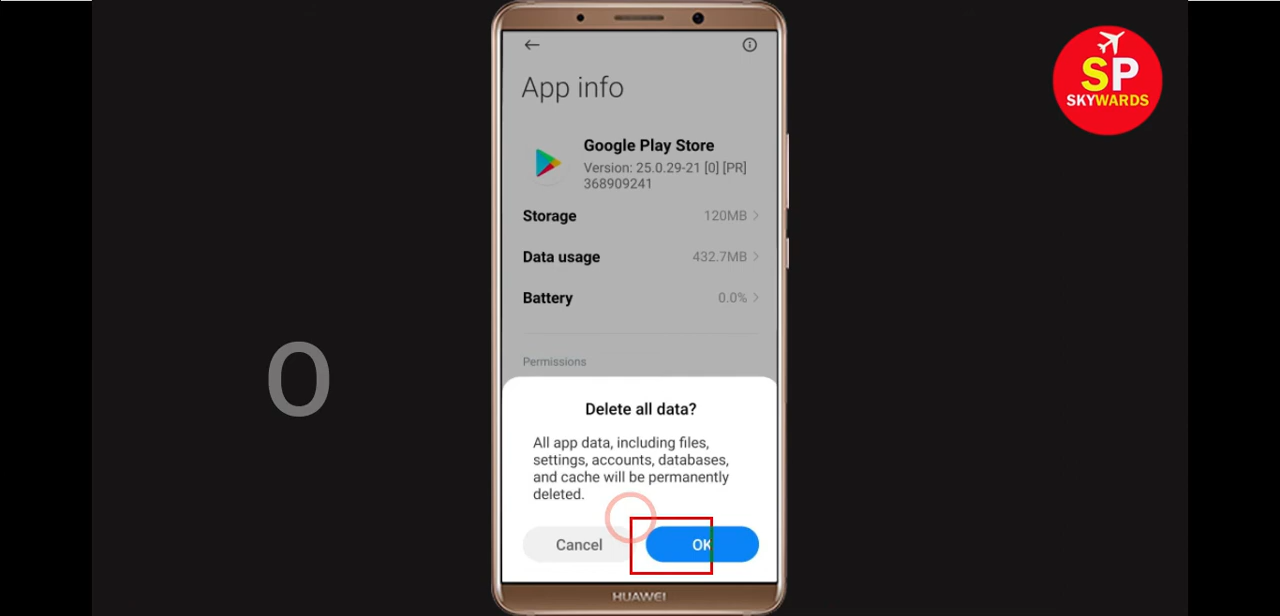 SP
SKYWARDS
App info
Google Play Store
Version: 25.0.29-21 [0] [PR]
368909241
Storage 120MB
Data usage 432.7MB
Battery 0.0%
Permissions
O
Delete all data?
All app data, including files,
settings, accounts, databases,
and cache will be permanently
deleted.
Cancel OK
HUAWEI